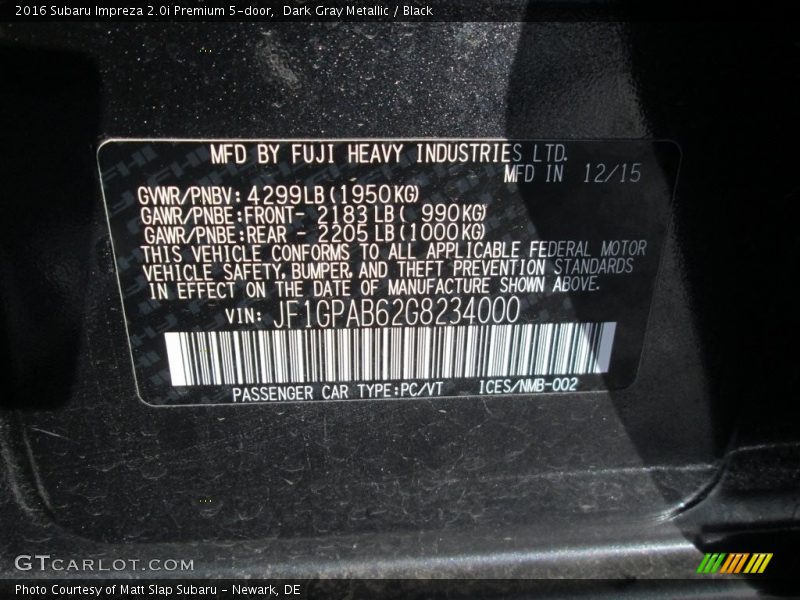 2016 Subaru Impreza 2.0i Premium 5-door, Dark Gray Metallic / Black
MFD BY FUJI HEAVY INDUSTRIES LTD.
MFD IN 12/15
GVWR/PNBV: 4299LB(1950KG)
GAWR/PNBE:FRONT- 2183LB( 990KG)
GAWR/PNBE:REAR - 2205LB(1000KG)
THIS VEHICLE CONFORMS TO ALL APPLICABLE FEDERAL MOTOR
VEHICLE SAFETY, BUMPER, AND THEFT PREVENTION STANDARDS
IN EFFECT ON THE DATE OF MANUFACTURE SHOWN ABOVE.
VIN: JF1GPAB62G8234000
PASSENGER CAR TYPE:PC/VT ICES/NMB-002
GTCARLOT.COM
Photo Courtesy of Matt Slap Subaru - Newark, DE